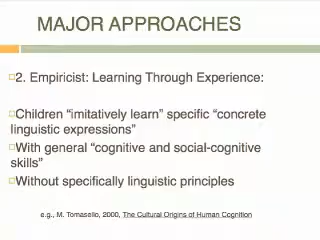 MAJOR APPROACHES
2. Empiricist: Learning Through Experience:
Children “imitatively learn” specific “concrete
linguistic expressions”
With general “cognitive and social-cognitive
skills”
Without specifically linguistic principles
e.g., M. Tomasello, 2000, The Cultural Origins of Human Cognition